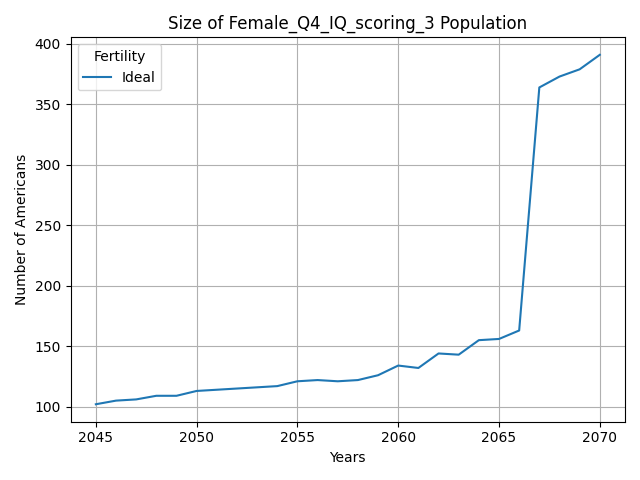 Size of Female_Q4_IQ_scoring_3 Population
Fertility
Ideal
Number of Americans
400
350
300
250
200
150
100
2045
2050
2055
2060
2065
2070
Years